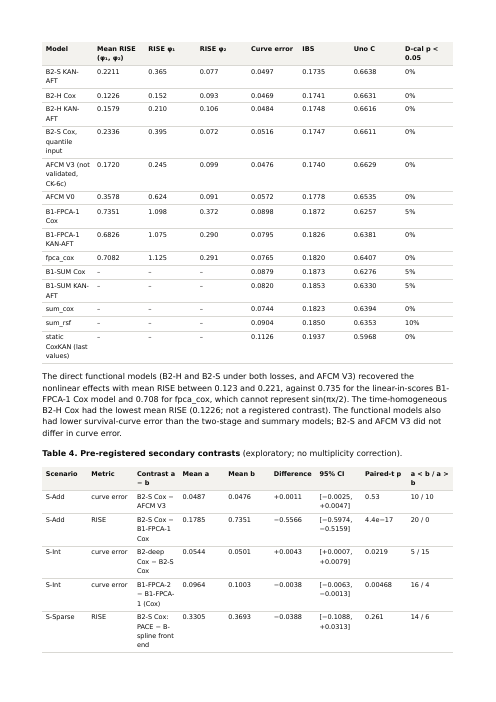 Model Mean RISE (φ₁, φ₂) RISE φ₁ RISE φ₂ Curve error IBS Uno C D-cal p < 0.05
B2-S KAN-AFT 0.2211 0.365 0.077 0.0497 0.1735 0.6638 0%
B2-H Cox 0.1226 0.152 0.093 0.0469 0.1741 0.6631 0%
B2-H KAN-AFT 0.1579 0.210 0.106 0.0484 0.1748 0.6616 0%
B2-S Cox, quantile input 0.2336 0.395 0.072 0.0516 0.1747 0.6611 0%
AFCM V3 (not validated, CK-6c) 0.1720 0.245 0.099 0.0476 0.1740 0.6629 0%
AFCM V0 0.3578 0.624 0.091 0.0572 0.1778 0.6535 0%
B1-FPCA-1 Cox 0.7351 1.098 0.372 0.0898 0.1872 0.6257 5%
B1-FPCA-1 KAN-AFT 0.6826 1.075 0.290 0.0795 0.1826 0.6381 0%
fpca_cox 0.7082 1.125 0.291 0.0765 0.1820 0.6407 0%
B1-SUM Cox – – – 0.0879 0.1873 0.6276 5%
B1-SUM KAN-AFT – – – 0.0820 0.1853 0.6330 5%
sum_cox – – – 0.0744 0.1823 0.6394 0%
sum_rsf – – – 0.0904 0.1850 0.6353 10%
static CoxKAN (last values) – – – 0.1126 0.1937 0.5968 0%
The direct functional models (B2-H and B2-S under both losses, and AFCM V3) recovered the
nonlinear effects with mean RISE between 0.123 and 0.221, against 0.735 for the linear-in-scores B1-
FPCA-1 Cox model and 0.708 for fpca_cox, which cannot represent sin(πx/2). The time-homogeneous
B2-H Cox had the lowest mean RISE (0.1226; not a registered contrast). The functional models also
had lower survival-curve error than the two-stage and summary models; B2-S and AFCM V3 did not
differ in curve error.
Table 4. Pre-registered secondary contrasts (exploratory; no multiplicity correction).
Scenario Metric Contrast a − b Mean a Mean b Difference 95% CI Paired-t p a < b / a > b
S-Add curve error B2-S Cox − AFCM V3 0.0487 0.0476 +0.0011 [−0.0025, +0.0047] 0.53 10 / 10
S-Add RISE B2-S Cox − B1-FPCA-1 Cox 0.1785 0.7351 −0.5566 [−0.5974, −0.5159] 4.4e−17 20 / 0
S-Int curve error B2-deep Cox − B2-S Cox 0.0544 0.0501 +0.0043 [+0.0007, +0.0079] 0.0219 5 / 15
S-Int curve error B1-FPCA-2 − B1-FPCA-1 (Cox) 0.0964 0.1003 −0.0038 [−0.0063, −0.0013] 0.00468 16 / 4
S-Sparse RISE B2-S Cox: PACE − B-spline front end 0.3305 0.3693 −0.0388 [−0.1088, +0.0313] 0.261 14 / 6